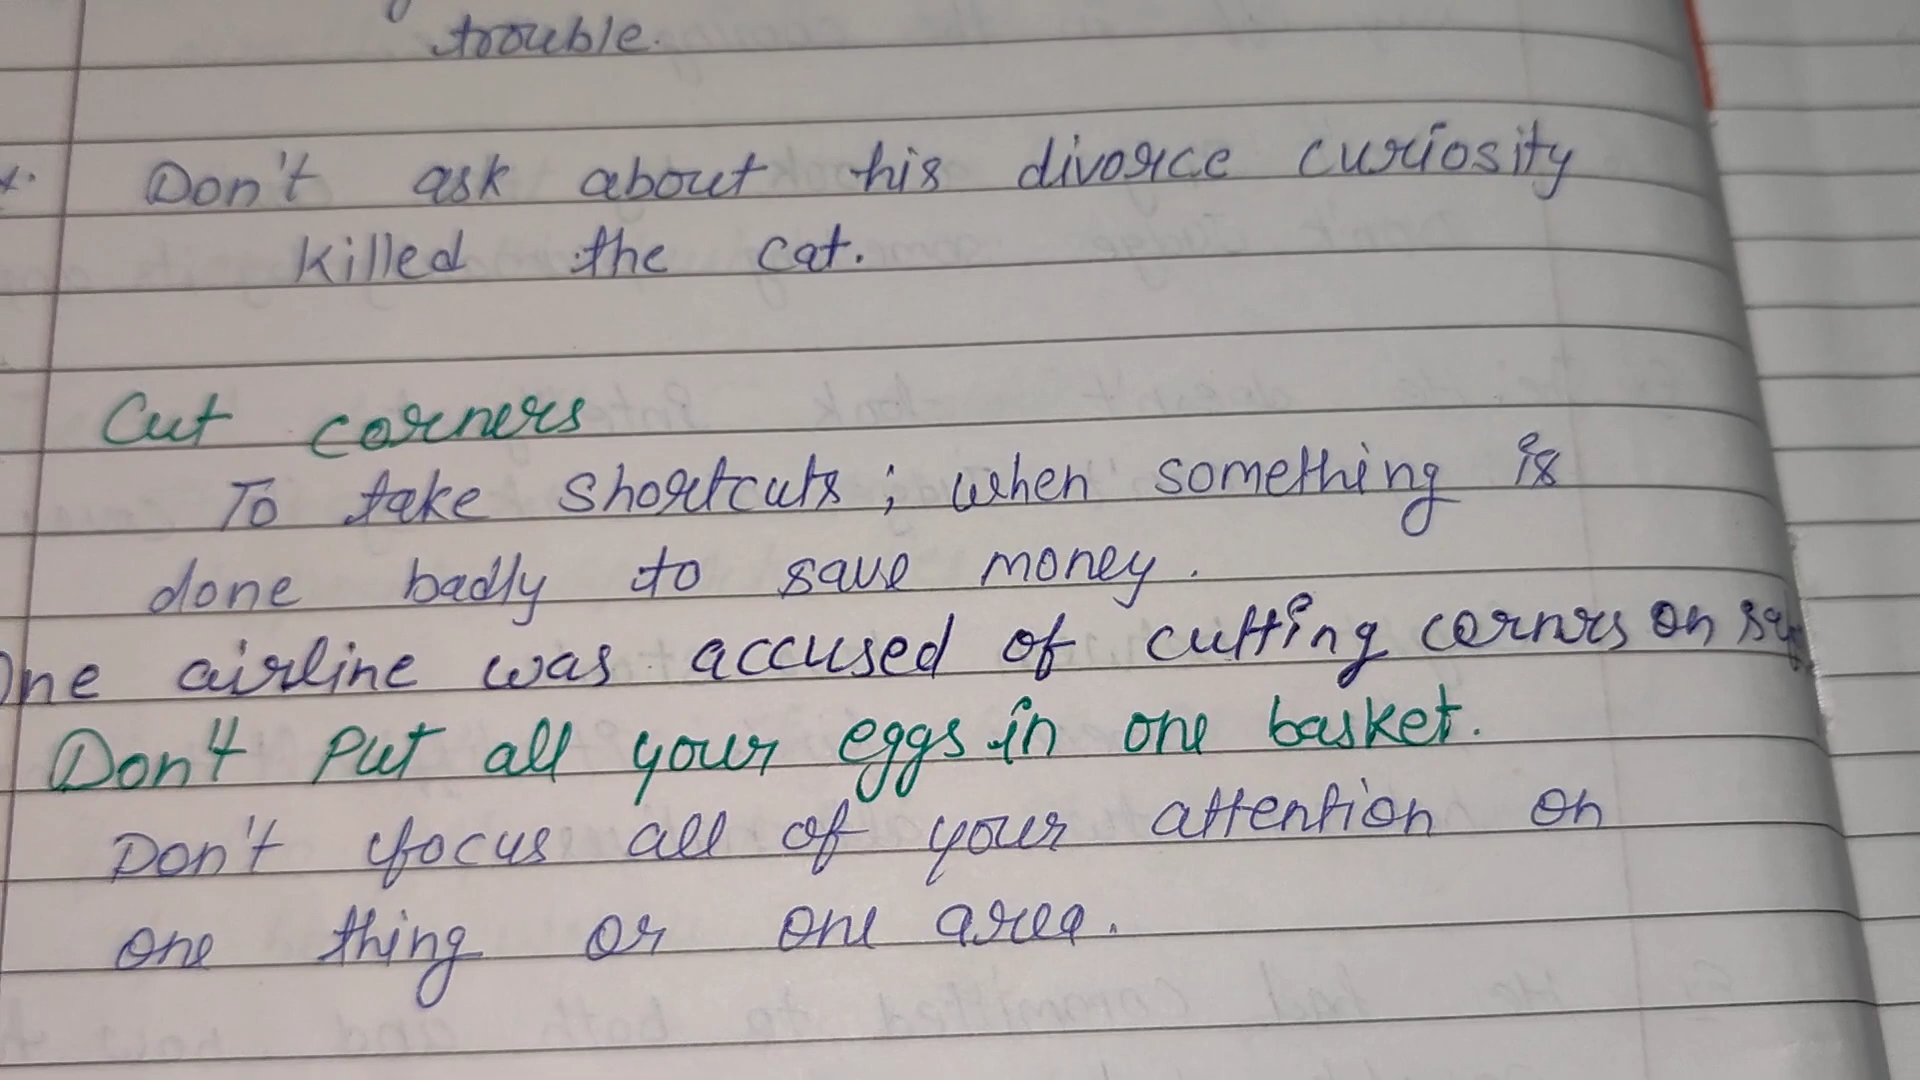 trouble.
Don't ask about his divorce curiosity
killed the cat.
Cut corners
To take shortcuts; when something is
done badly to save money.
One airline was accused of cutting corners on
Don't Put all your eggs in one basket.
Don't focus all of your attention on
one thing or one area.